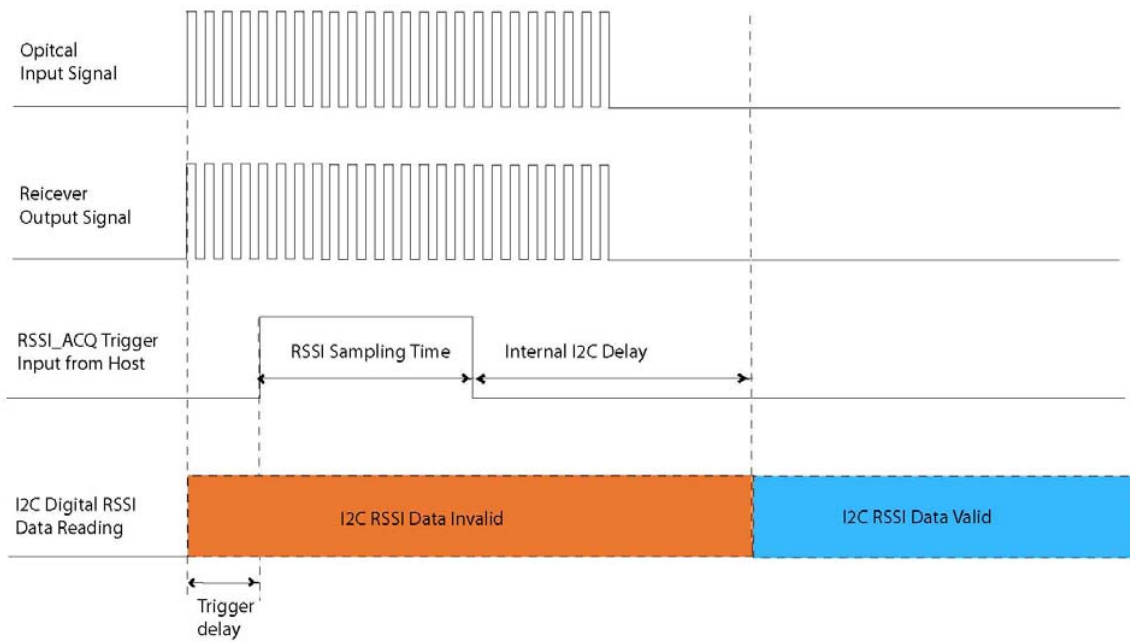 Opitcal
Input Signal
Reicever
Output Signal
RSSI_ACQ Trigger
Input from Host
RSSI Sampling Time
Internal I2C Delay
I2C Digital RSSI
Data Reading
I2C RSSI Data Invalid
I2C RSSI Data Valid
Trigger
delay